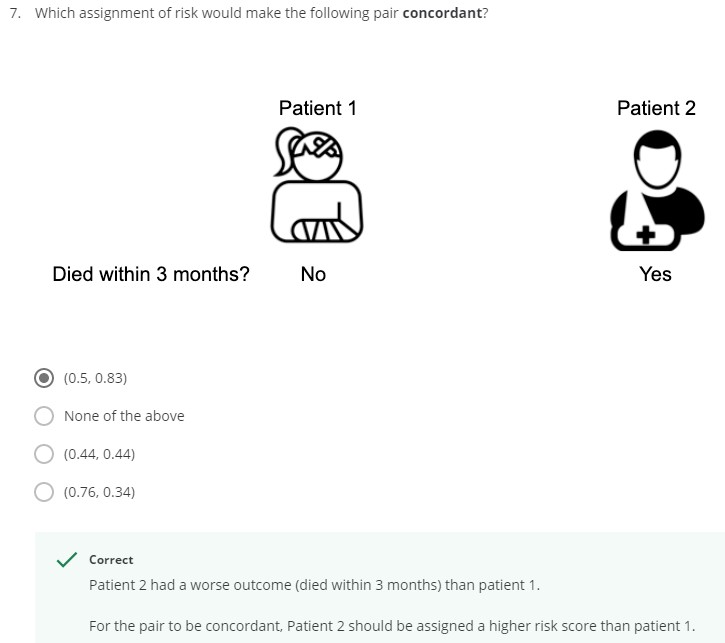 7. Which assignment of risk would make the following pair concordant?
Patient 1 Patient 2
Died within 3 months? No Yes
(0.5, 0.83)
None of the above
(0.44, 0.44)
(0.76, 0.34)
Correct
Patient 2 had a worse outcome (died within 3 months) than patient 1.
For the pair to be concordant, Patient 2 should be assigned a higher risk score than patient 1.